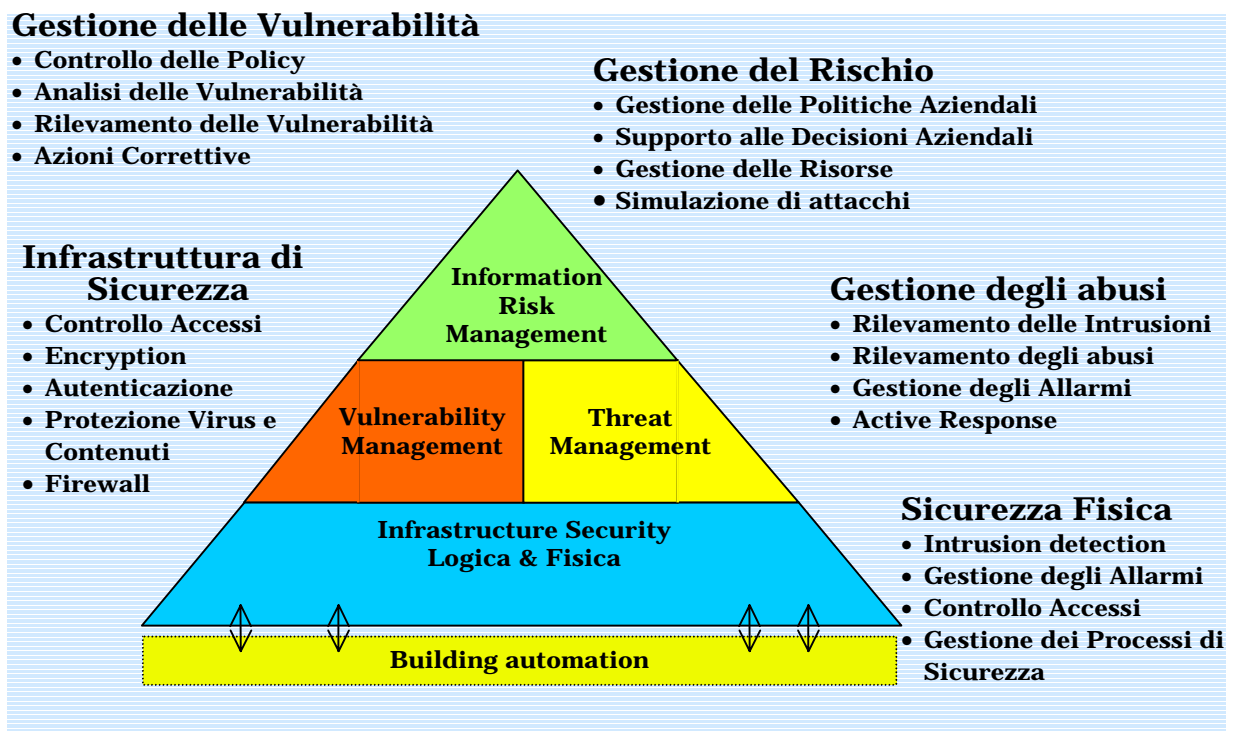 Gestione delle Vulnerabilità
• Controllo delle Policy
• Analisi delle Vulnerabilità
• Rilevamento delle Vulnerabilità
• Azioni Correttive
Gestione del Rischio
• Gestione delle Politiche Aziendali
• Supporto alle Decisioni Aziendali
• Gestione delle Risorse
• Simulazione di attacchi
Infrastruttura di
Sicurezza
• Controllo Accessi
• Encryption
• Autenticazione
• Protezione Virus e
Contenuti
• Firewall
Information
Risk
Management
Gestione degli abusi
• Rilevamento delle Intrusioni
• Rilevamento degli abusi
• Gestione degli Allarmi
• Active Response
Vulnerability
Management
Threat
Management
Infrastructure Security
Logica & Fisica
Sicurezza Fisica
• Intrusion detection
• Gestione degli Allarmi
• Controllo Accessi
• Gestione dei Processi di
Sicurezza
Building automation